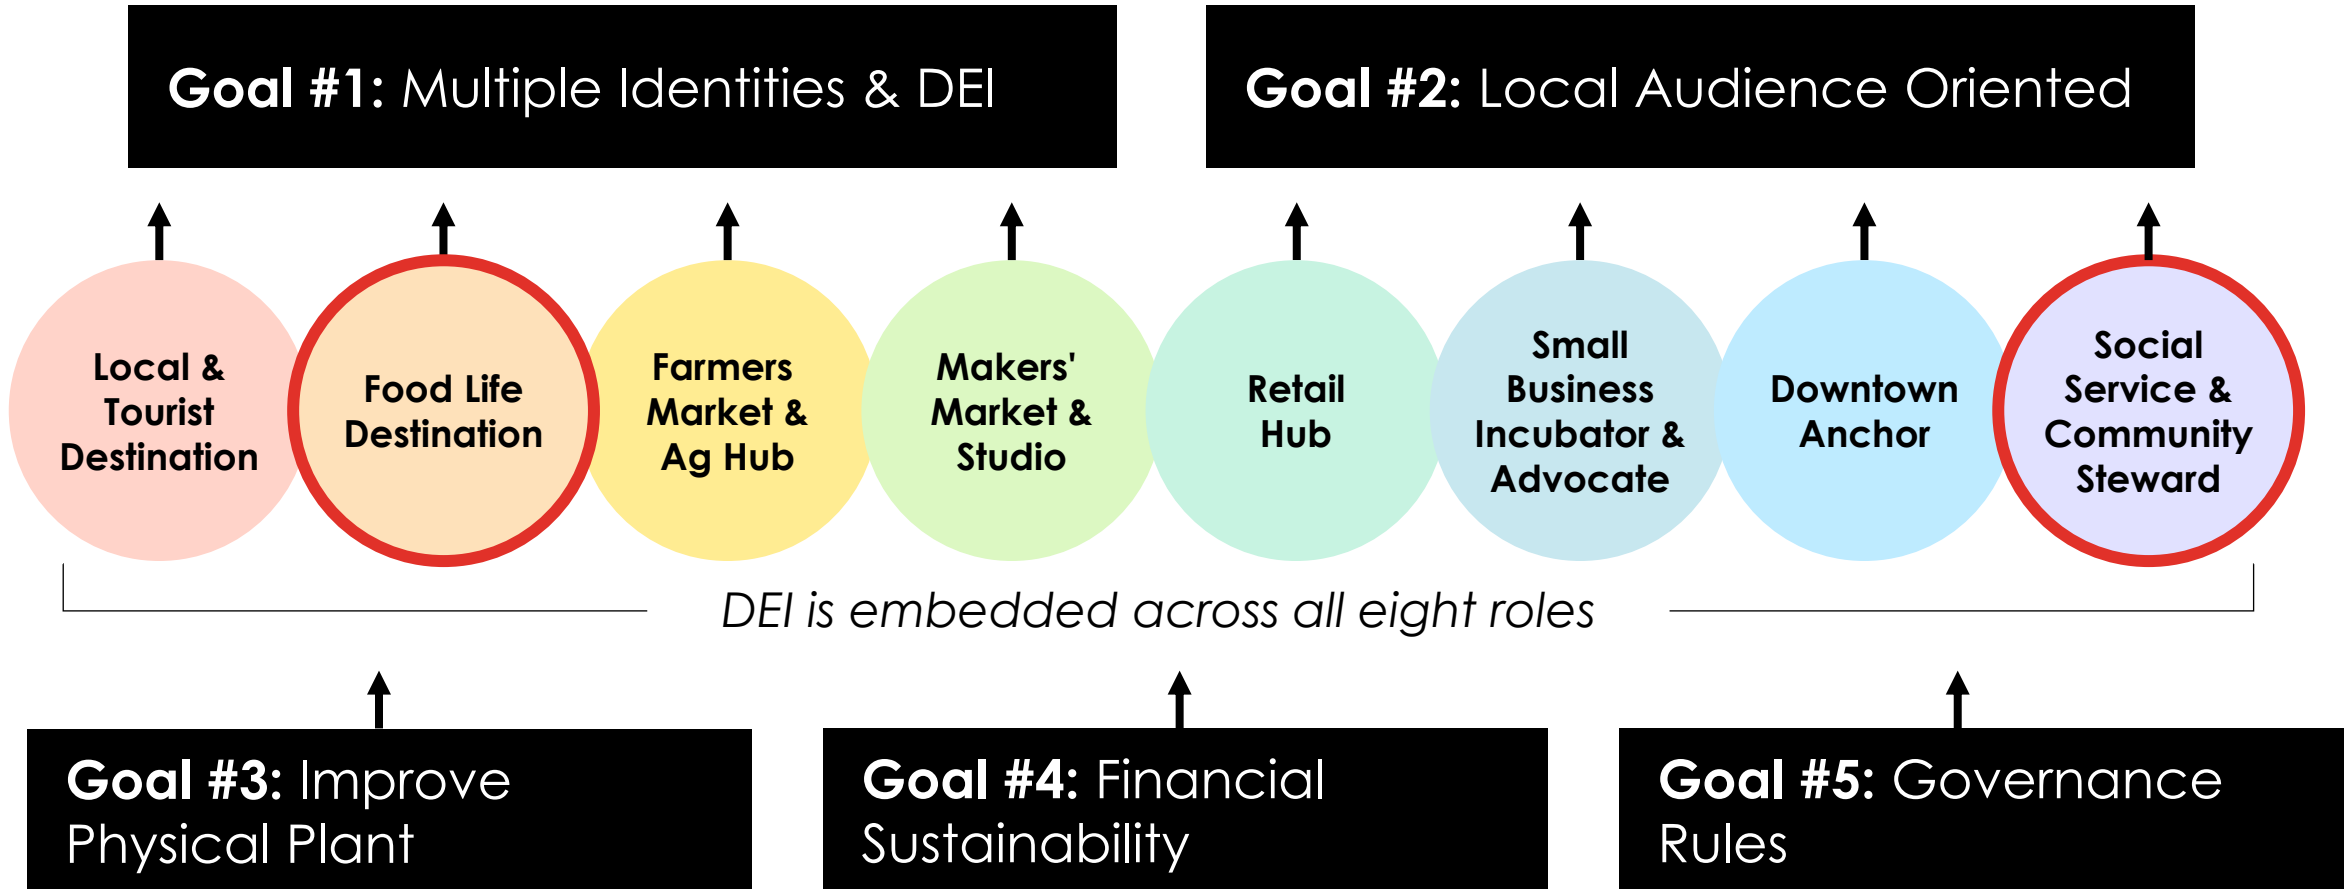 Goal #1: Multiple Identities & DEI
Goal #2: Local Audience Oriented
Local &
Tourist
Destination
Food Life
Destination
Farmers
Market &
Ag Hub
Makers'
Market &
Studio
Retail
Hub
Small
Business
Incubator &
Advocate
Downtown
Anchor
Social
Service &
Community
Steward
DEI is embedded across all eight roles
Goal #3: Improve
Physical Plant
Goal #4: Financial
Sustainability
Goal #5: Governance
Rules